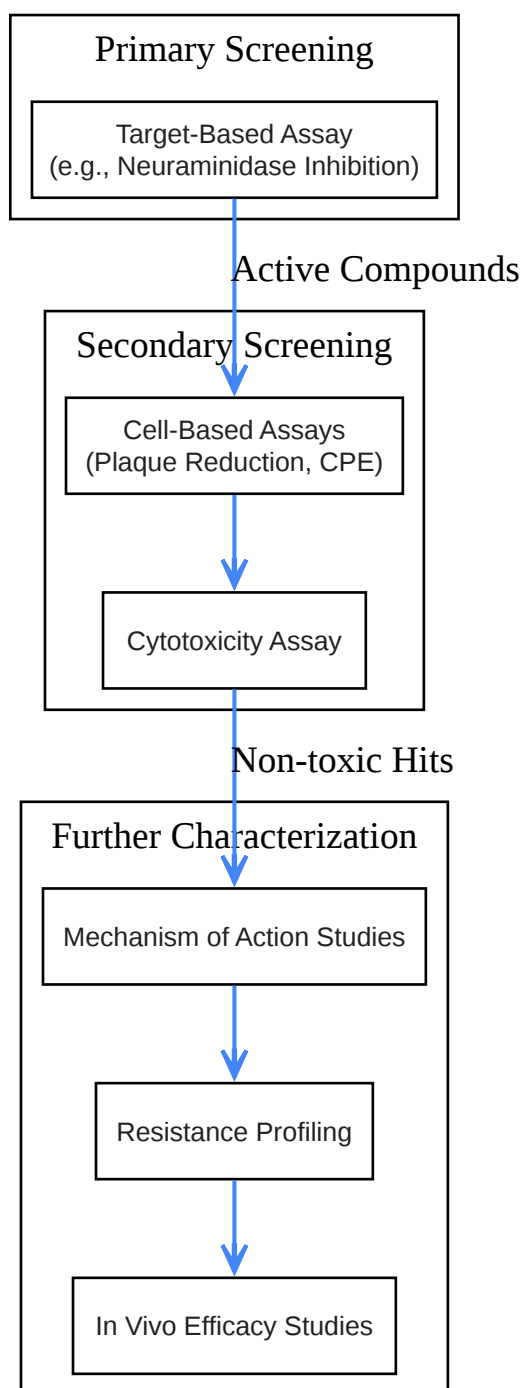 Primary Screening
Target-Based Assay
(e.g., Neuraminidase Inhibition)
Active Compounds
Secondary Screening
Cell-Based Assays
(Plaque Reduction, CPE)
Cytotoxicity Assay
Non-toxic Hits
Further Characterization
Mechanism of Action Studies
Resistance Profiling
In Vivo Efficacy Studies